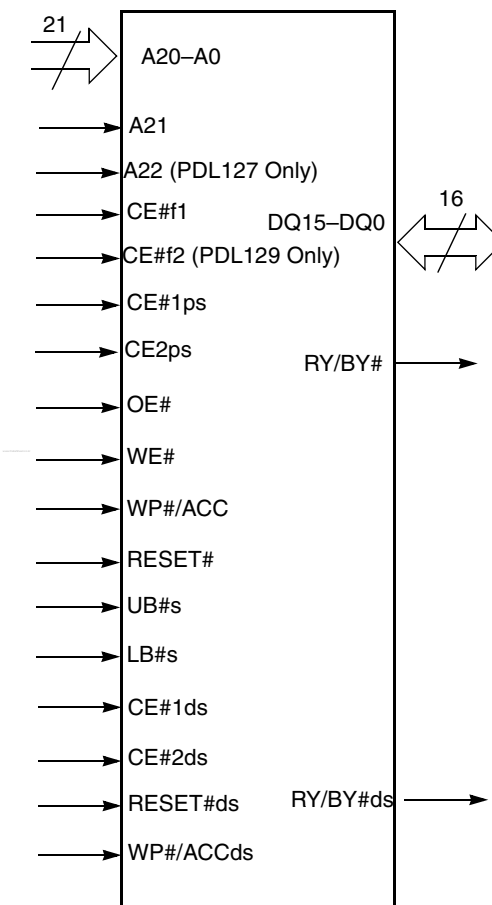 21
A20–A0
A21
A22 (PDL127 Only)
CE#f1
16
DQ15–DQ0
CE#f2 (PDL129 Only)
CE#1ps
CE2ps
RY/BY#
OE#
WE#
WP#/ACC
RESET#
UB#s
LB#s
CE#1ds
CE#2ds
RESET#ds
RY/BY#ds
WP#/ACCds